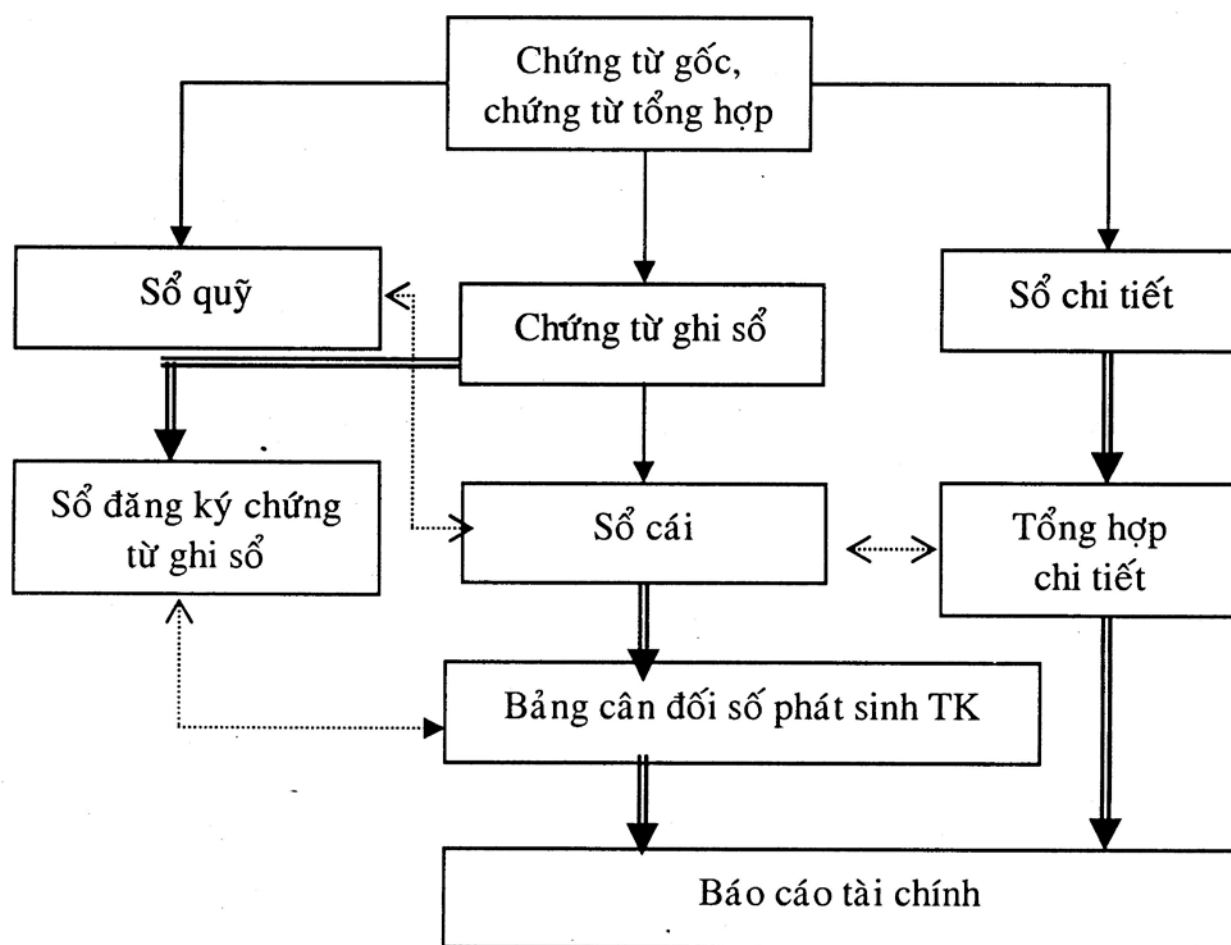 Chứng từ gốc,
chứng từ tổng hợp
Sổ quỹ
Chứng từ ghi sổ
Sổ chi tiết
Sổ đăng ký chứng
từ ghi sổ
Sổ cái
Tổng hợp
chi tiết
Bảng cân đối số phát sinh TK
Báo cáo tài chính